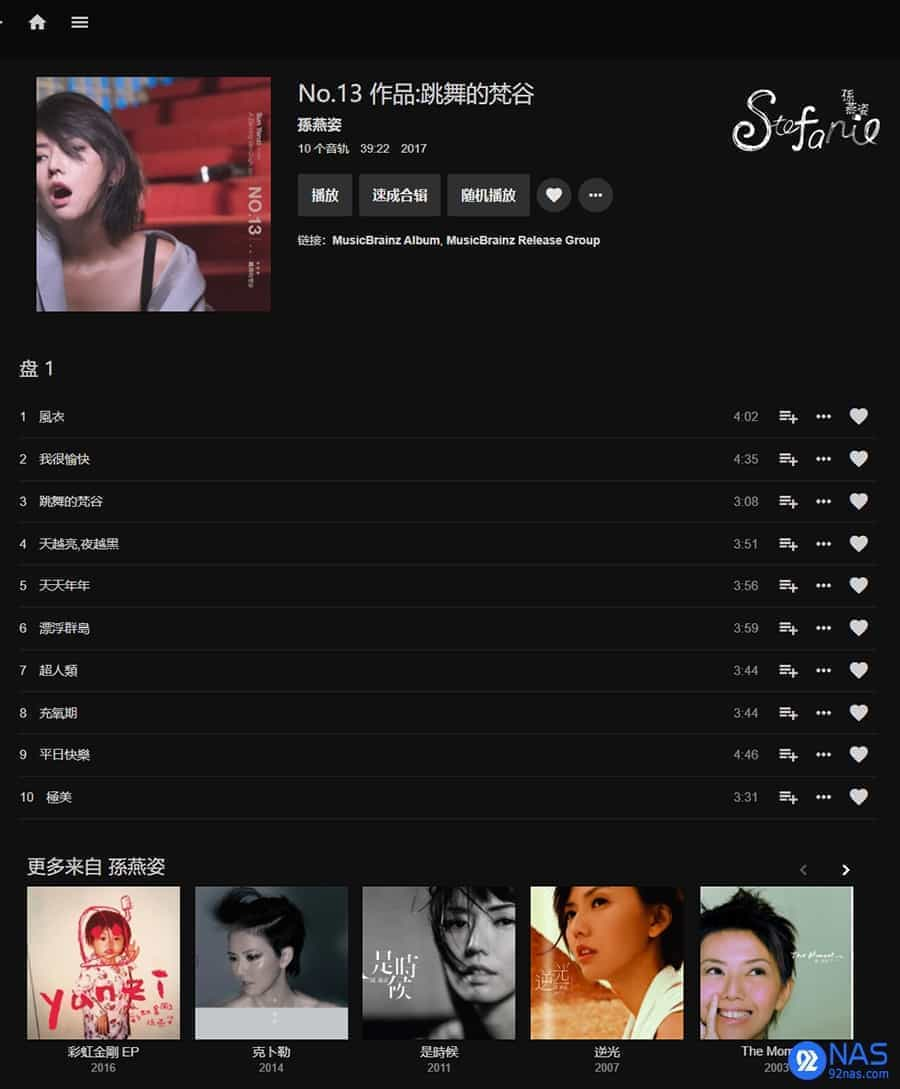 No.13 作品:跳舞的梵谷
孫燕姿
10 个音轨 39:22 2017
播放 速成合辑 随机播放
链接: MusicBrainz Album, MusicBrainz Release Group
孫燕姿
Stefanie
Sun Yanzi
NO.13
盘 1
1 風衣 4:02
2 我很愉快 4:35
3 跳舞的梵谷 3:08
4 天越亮,夜越黑 3:51
5 天天年年 3:56
6 漂浮群島 3:59
7 超人類 3:44
8 充氧期 3:44
9 平日快樂 4:46
10 極美 3:31
更多来自 孫燕姿
yanzi
是時候
逆光
The Moment
彩虹金剛 EP 克卜勒 是時候 逆光 The Mom
2016 2014 2011 2007 2003
92 NAS
92nas.com